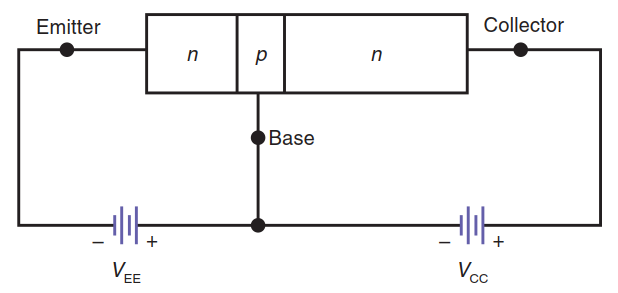 Emitter
Collector
n
p
n
Base
– +
– +
VEE
VCC